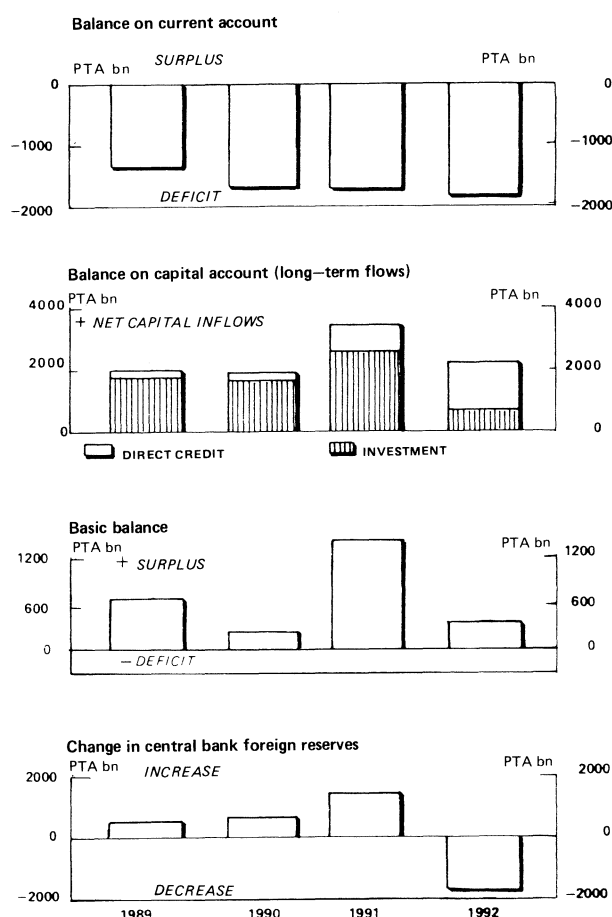 Balance on current account
PTA bn SURPLUS PTA bn
0 0
−1000 −1000
DEFICIT
−2000 −2000
Balance on capital account (long−term flows)
PTA bn PTA bn
4000 4000
+ NET CAPITAL INFLOWS
2000 2000
0 0
DIRECT CREDIT INVESTMENT
Basic balance
PTA bn PTA bn
1200 + SURPLUS 1200
600 600
0 0
− DEFICIT
Change in central bank foreign reserves
PTA bn INCREASE PTA bn
2000 2000
0 0
−2000 DECREASE −2000
1989 1990 1991 1992